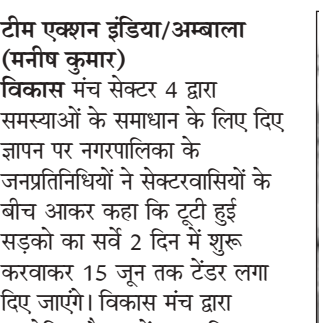 टीम एक्शन इंडिया/अम्बाला
(मनीष कुमार)
विकास मंच सेक्टर 4 द्वारा
समस्याओं के समाधान के लिए दिए
ज्ञापन पर नगरपालिका के
जनप्रतिनिधियों ने सेक्टरवासियों के
बीच आकर कहा कि टूटी हुई
सड़को का सर्वे 2 दिन में शुरू
करवाकर 15 जून तक टेंडर लगा
दिए जाएंगे। विकास मंच द्वारा